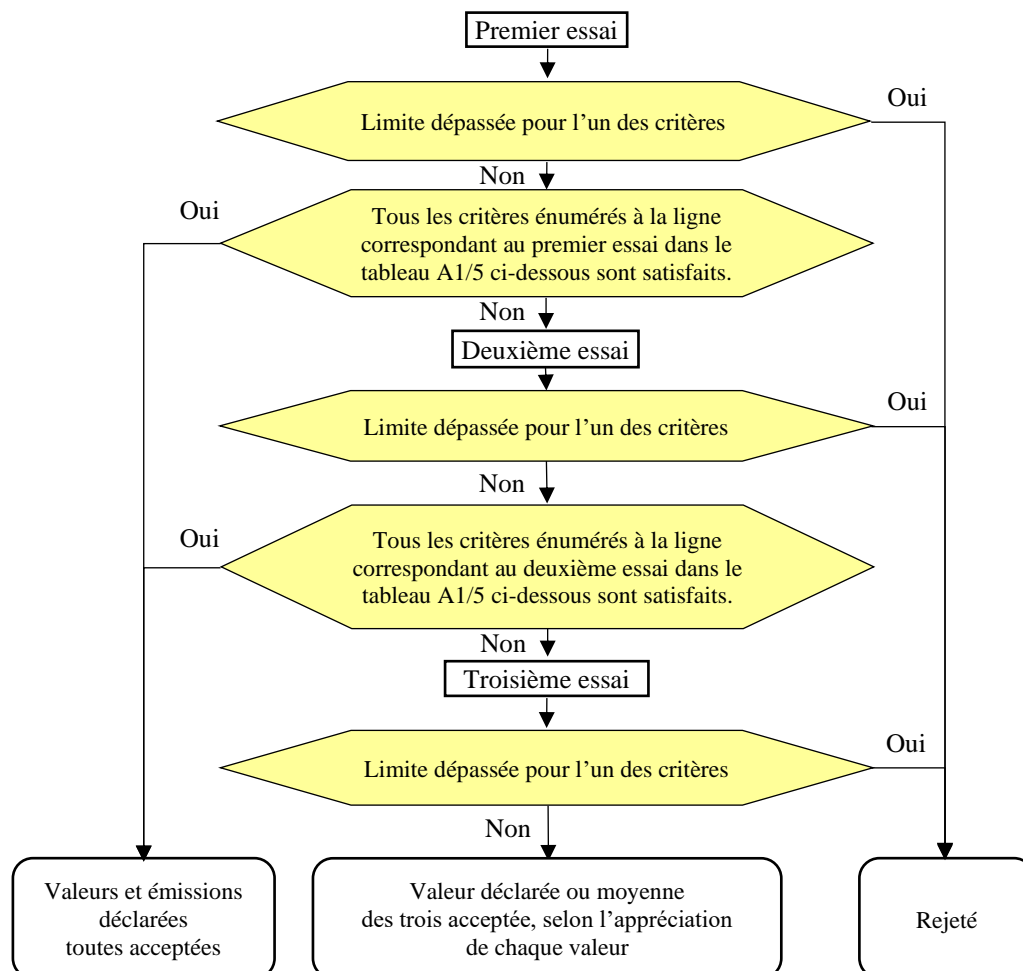 Premier essai
Oui
Limite dépassée pour l’un des critères
Non
Oui
Tous les critères énumérés à la ligne
correspondant au premier essai dans le
tableau A1/5 ci-dessous sont satisfaits.
Non
Deuxième essai
Oui
Limite dépassée pour l’un des critères
Non
Oui
Tous les critères énumérés à la ligne
correspondant au deuxième essai dans le
tableau A1/5 ci-dessous sont satisfaits.
Non
Troisième essai
Oui
Limite dépassée pour l’un des critères
Non
Valeurs et émissions
déclarées
toutes acceptées
Valeur déclarée ou moyenne
des trois acceptée, selon l’appréciation
de chaque valeur
Rejeté